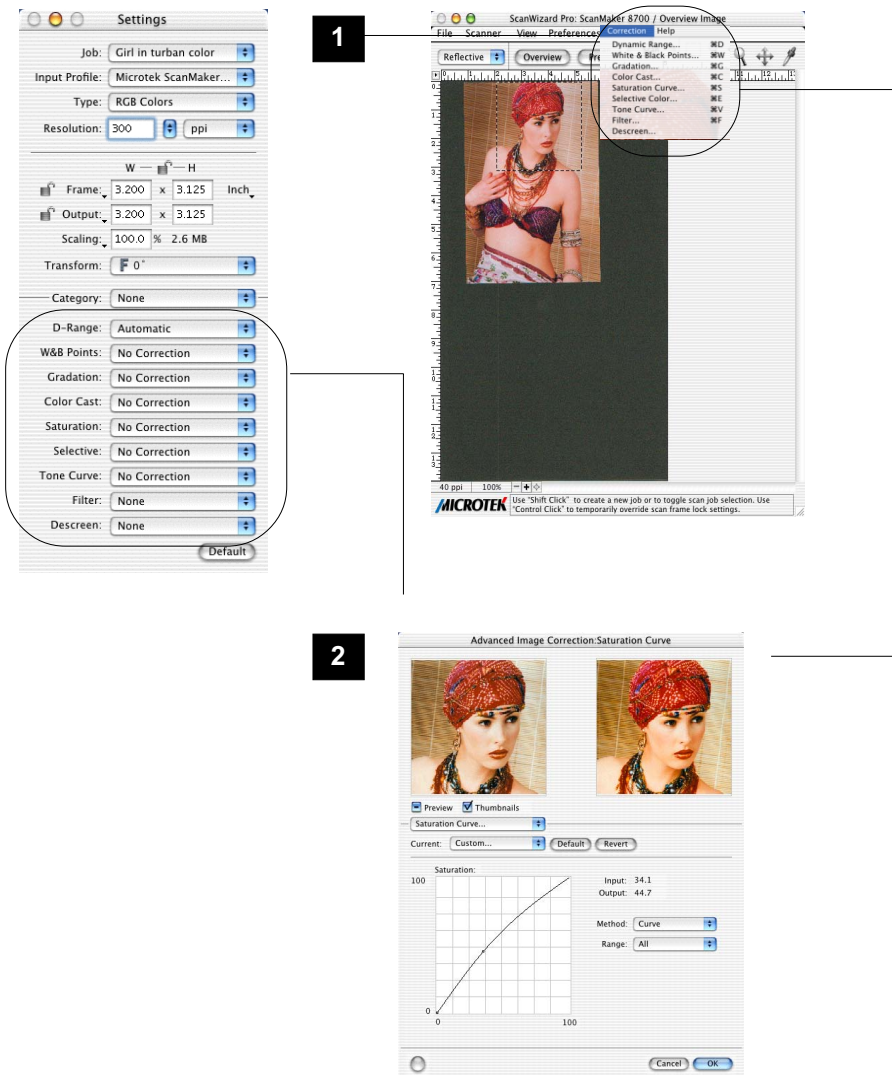 Settings
Job: Girl in turban color
Input Profile: Microtek ScanMaker...
Type: RGB Colors
Resolution: 300 ppi
W — H
Frame: 3.200 x 3.125 Inch
Output: 3.200 x 3.125
Scaling: 100.0 % 2.6 MB
Transform: F 0°
Category: None
D-Range: Automatic
W&B Points: No Correction
Gradation: No Correction
Color Cast: No Correction
Saturation: No Correction
Selective: No Correction
Tone Curve: No Correction
Filter: None
Descreen: None
Default
1
ScanWizard Pro: ScanMaker 8700 / Overview Image
File Scanner View Preferences Correction Help
Reflective Overview Pre
Dynamic Range... ⌘D
White & Black Points... ⌘W
Gradation... ⌘G
Color Cast... ⌘C
Saturation Curve... ⌘S
Selective Color... ⌘E
Tone Curve... ⌘V
Filter... ⌘F
Descreen...
40 ppi 100%
MICROTEK
Use "Shift Click" to create a new job or to toggle scan job selection. Use
"Control Click" to temporarily override scan frame lock settings.
2
Advanced Image Correction:Saturation Curve
Preview Thumbnails
Saturation Curve...
Current: Custom... Default Revert
Saturation:
100
Input: 34.1
Output: 44.7
Method: Curve
Range: All
0
0 100
Cancel OK